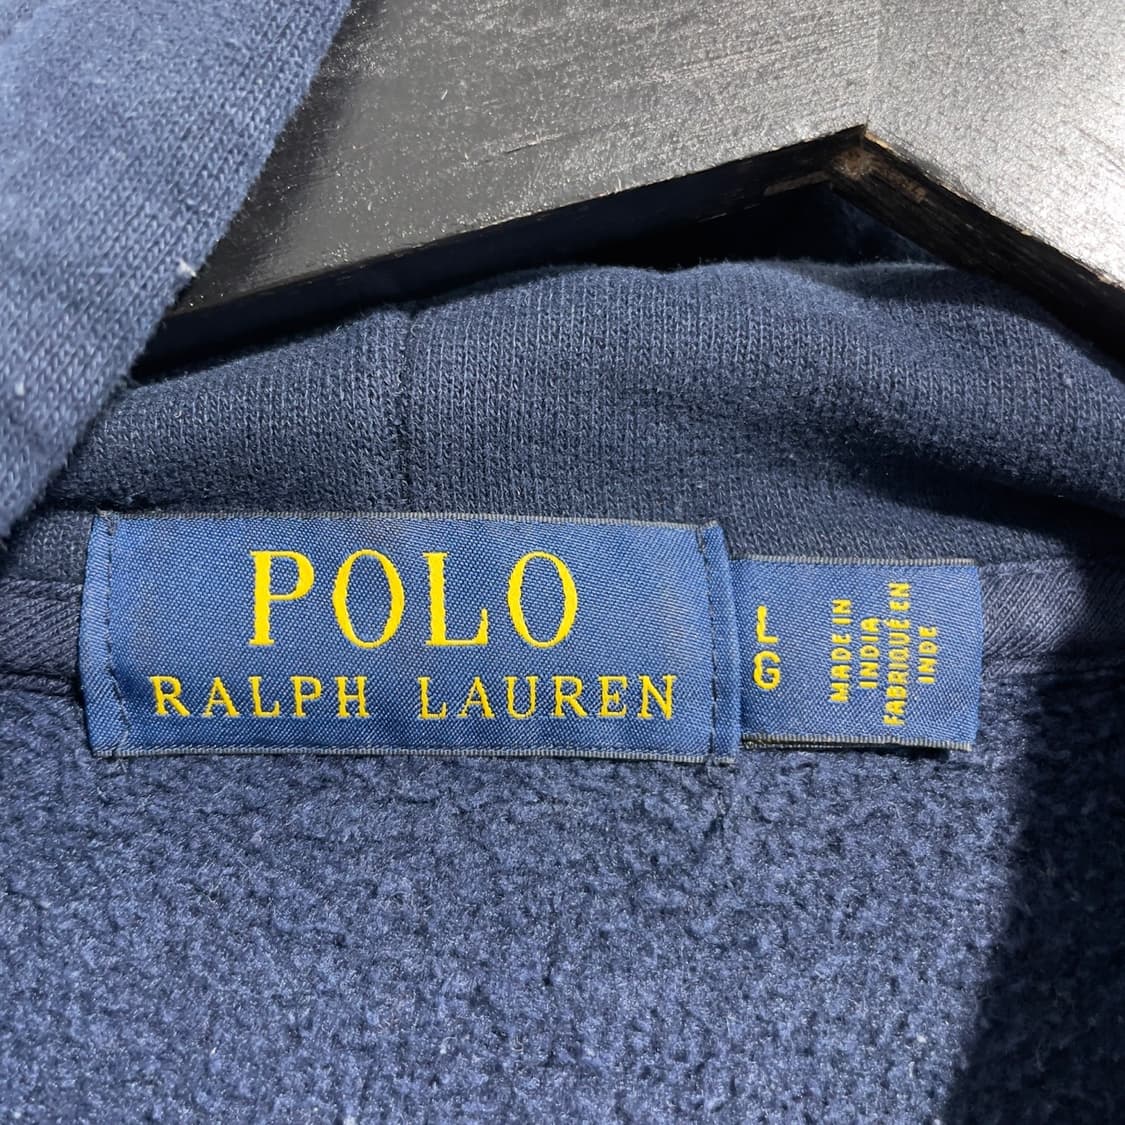 POLO
RALPH LAUREN
L
G
MADE IN
INDIA
FABRIQUÉ EN
INDE